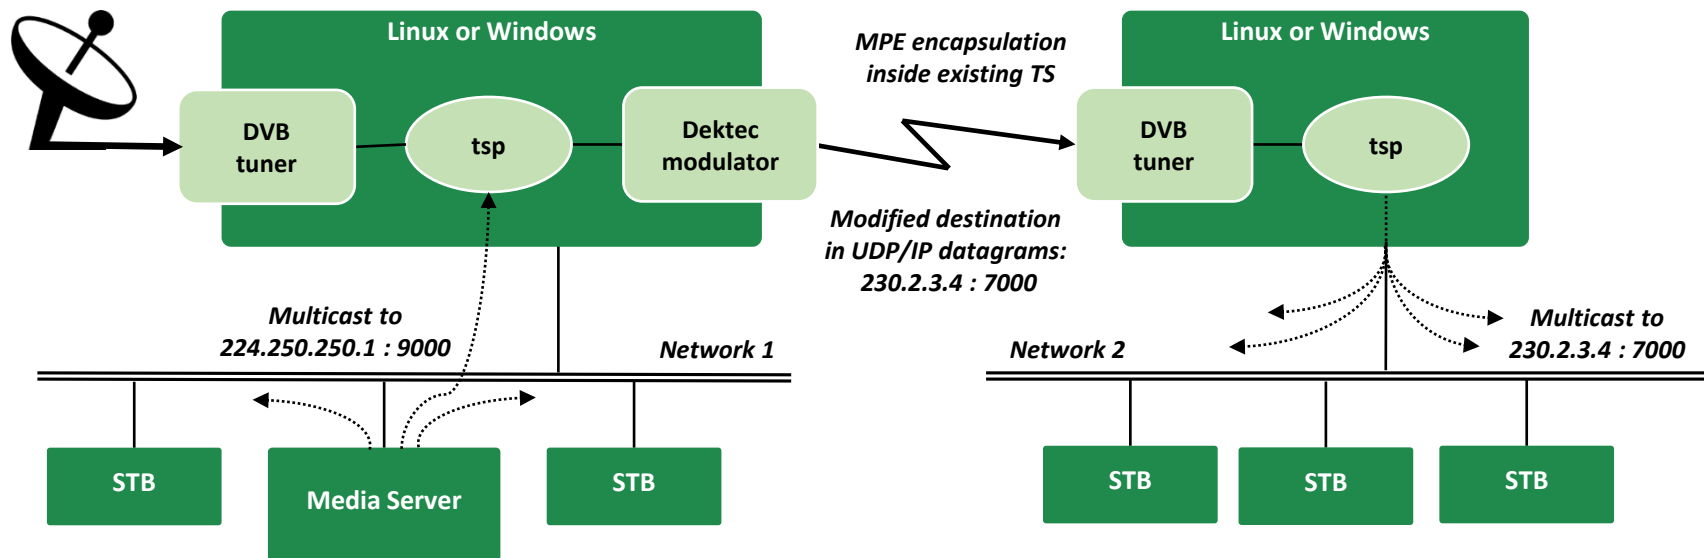 Linux or Windows
DVB
tuner
tsp
Dektec
modulator
MPE encapsulation
inside existing TS
Linux or Windows
DVB
tuner
tsp
Modified destination
in UDP/IP datagrams:
230.2.3.4 : 7000
Multicast to
224.250.250.1 : 9000
Network 1
Network 2
Multicast to
230.2.3.4 : 7000
STB
Media Server
STB
STB
STB
STB